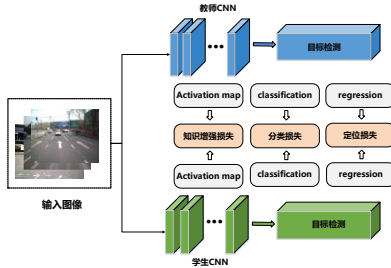 教师CNN
目标检测
Activation map
classification
regression
知识增强损失
分类损失
定位损失
Activation map
classification
regression
输入图像
目标检测
学生CNN